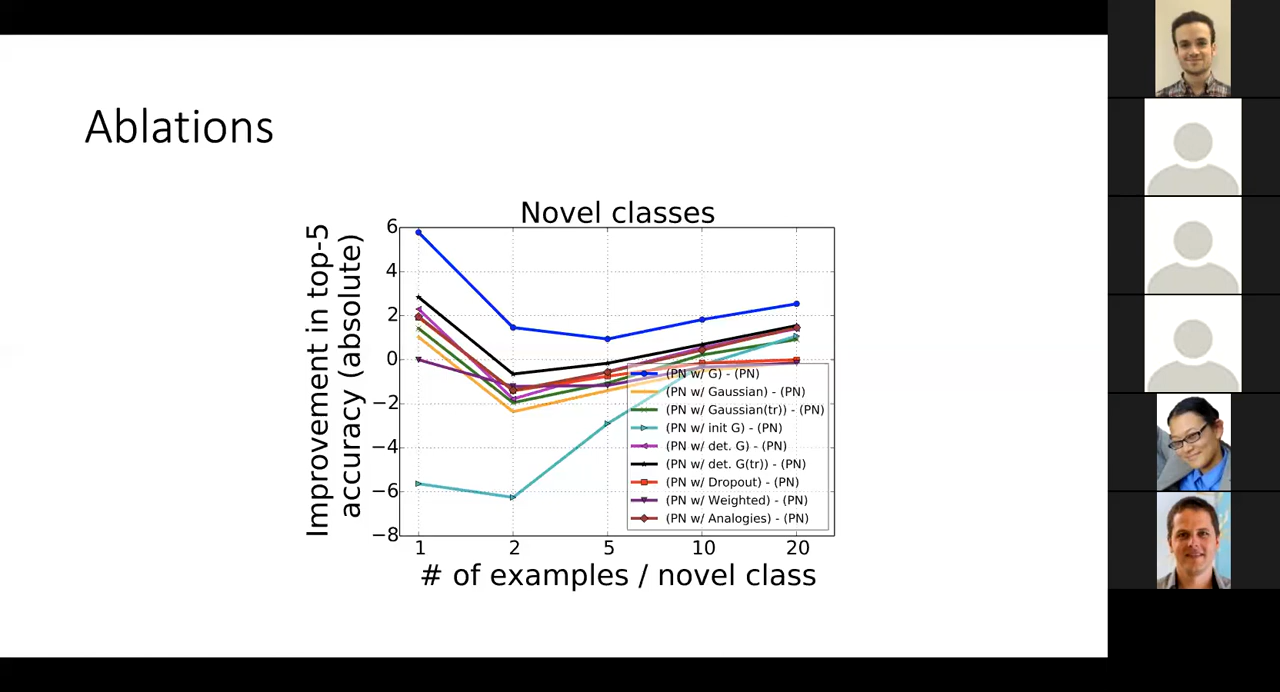 Ablations
Novel classes
Improvement in top-5
accuracy (absolute)
6
4
2
0
−2
−4
−6
−8
(PN w/ G) - (PN)
(PN w/ Gaussian) - (PN)
(PN w/ Gaussian(tr)) - (PN)
(PN w/ init G) - (PN)
(PN w/ det. G) - (PN)
(PN w/ det. G(tr)) - (PN)
(PN w/ Dropout) - (PN)
(PN w/ Weighted) - (PN)
(PN w/ Analogies) - (PN)
1 2 5 10 20
# of examples / novel class